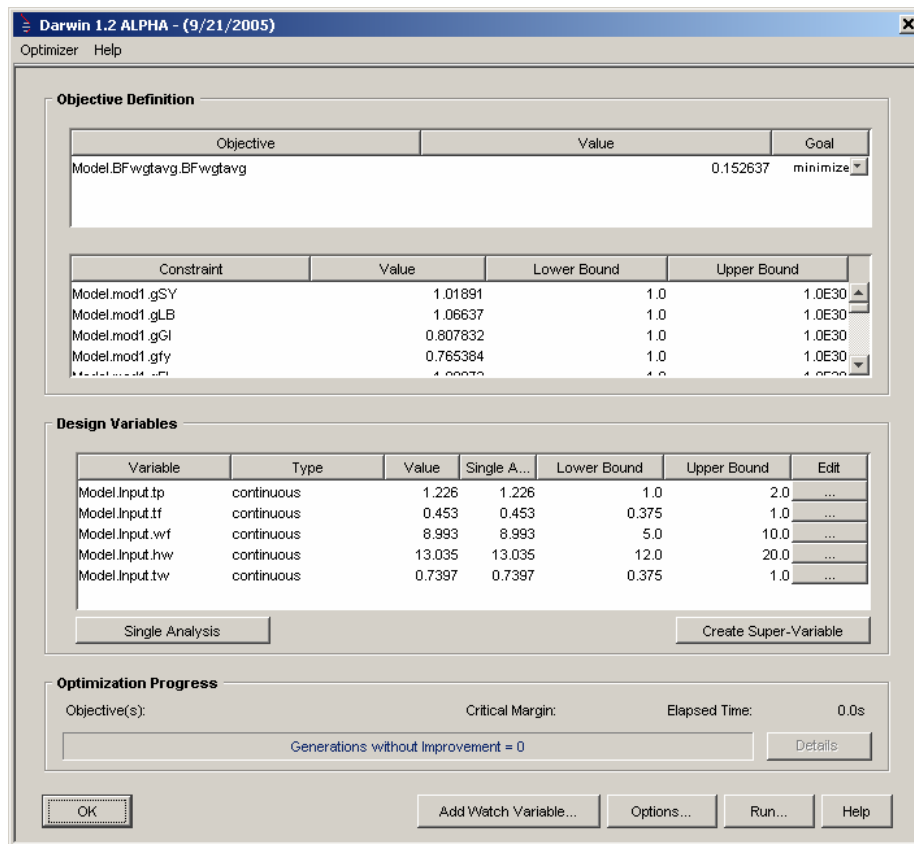 Darwin 1.2 ALPHA - (9/21/2005)
Optimizer Help
Objective Definition
Objective Value Goal
Model.BFwgtavg.BFwgtavg 0.152637 minimize
Constraint Value Lower Bound Upper Bound
Model.mod1.gSY 1.01891 1.0 1.0E30
Model.mod1.gLB 1.06637 1.0 1.0E30
Model.mod1.gGl 0.807832 1.0 1.0E30
Model.mod1.gfy 0.765384 1.0 1.0E30
Design Variables
Variable Type Value Single A... Lower Bound Upper Bound Edit
Model.Input.tp continuous 1.226 1.226 1.0 2.0 ...
Model.Input.tf continuous 0.453 0.453 0.375 1.0 ...
Model.Input.wf continuous 8.993 8.993 5.0 10.0 ...
Model.Input.hw continuous 13.035 13.035 12.0 20.0 ...
Model.Input.tw continuous 0.7397 0.7397 0.375 1.0 ...
Single Analysis Create Super-Variable
Optimization Progress
Objective(s): Critical Margin: Elapsed Time: 0.0s
Generations without Improvement = 0 Details
OK Add Watch Variable... Options... Run... Help